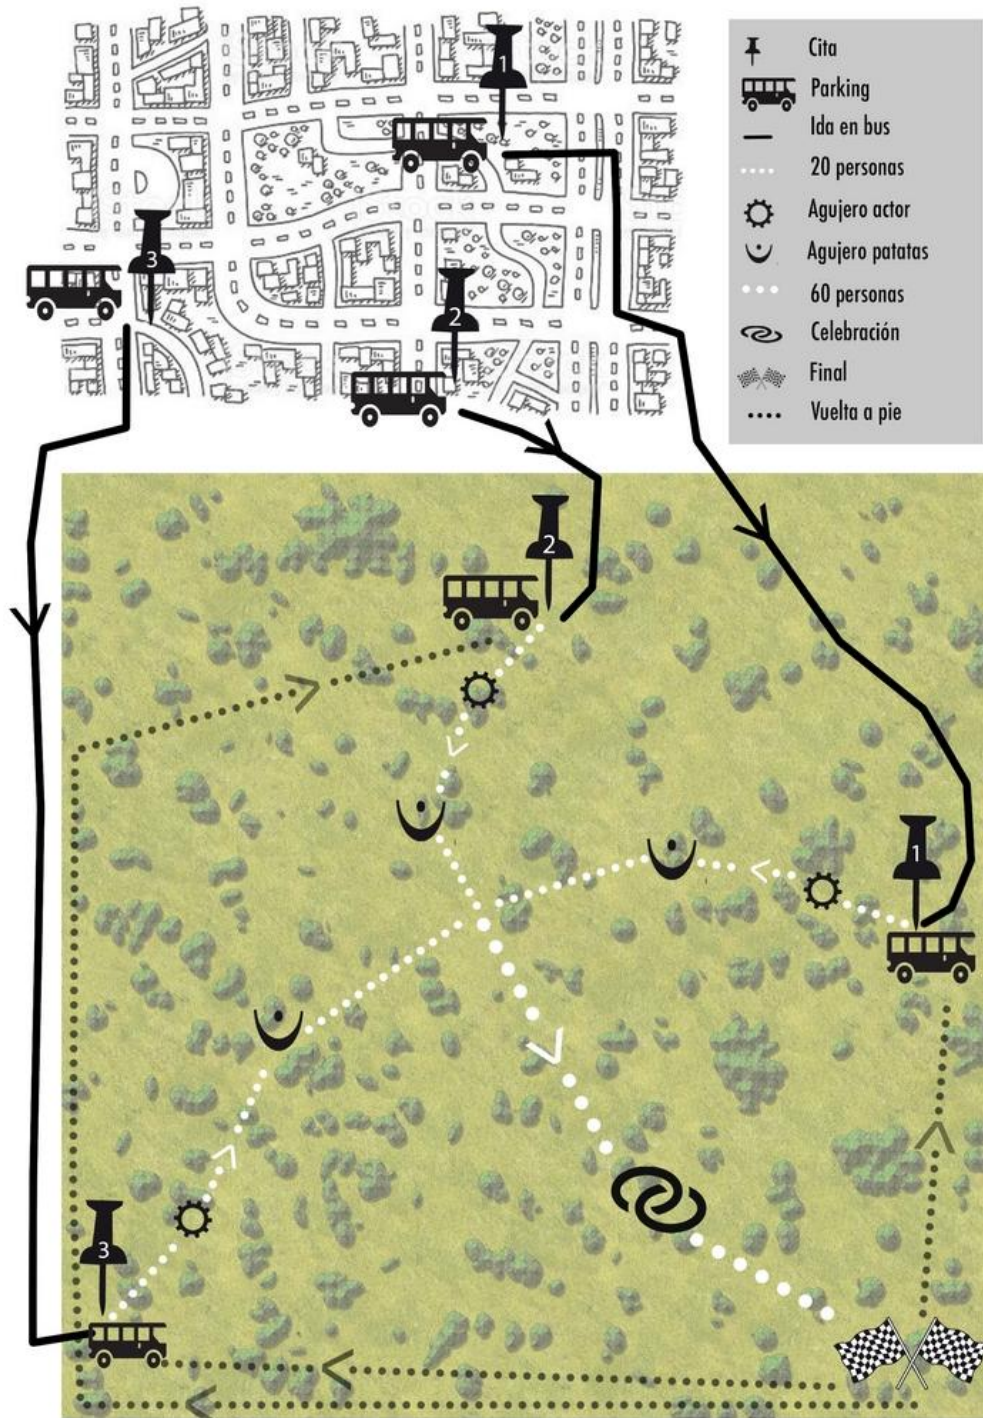 1
3
2
Cita
Parking
Ida en bus
20 personas
Agujero actor
Agujero patatas
60 personas
Celebración
Final
Vuelta a pie
2
1
3